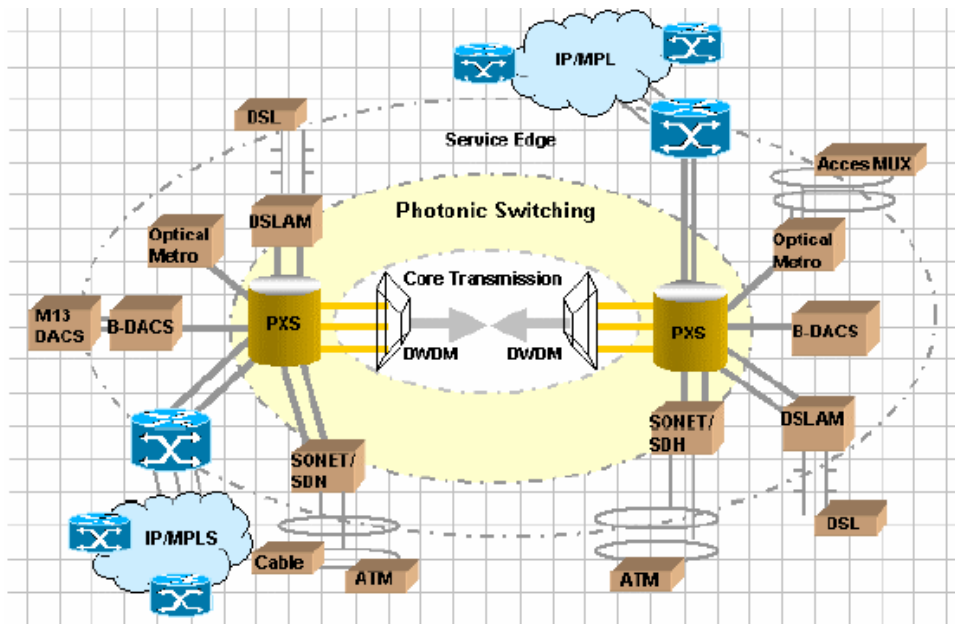 IP/MPL
DSL
Service Edge
Acces MUX
Photonic Switching
DSLAM
Optical
Metro
Optical
Metro
Core Transmission
M13
DACS
B-DACS
PXS
PXS
B-DACS
DWDM
DWDM
DSLAM
SONET/
SDH
SONET/
SDN
DSL
IP/MPLS
Cable
ATM
ATM